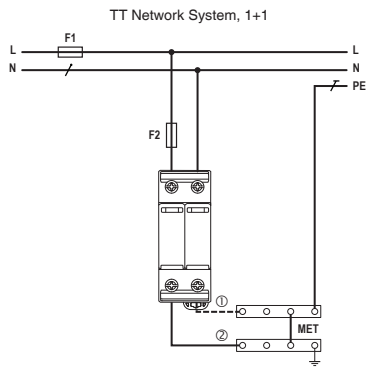 TT Network System, 1+1
F1
L L
N N
PE
F2
①
MET
②